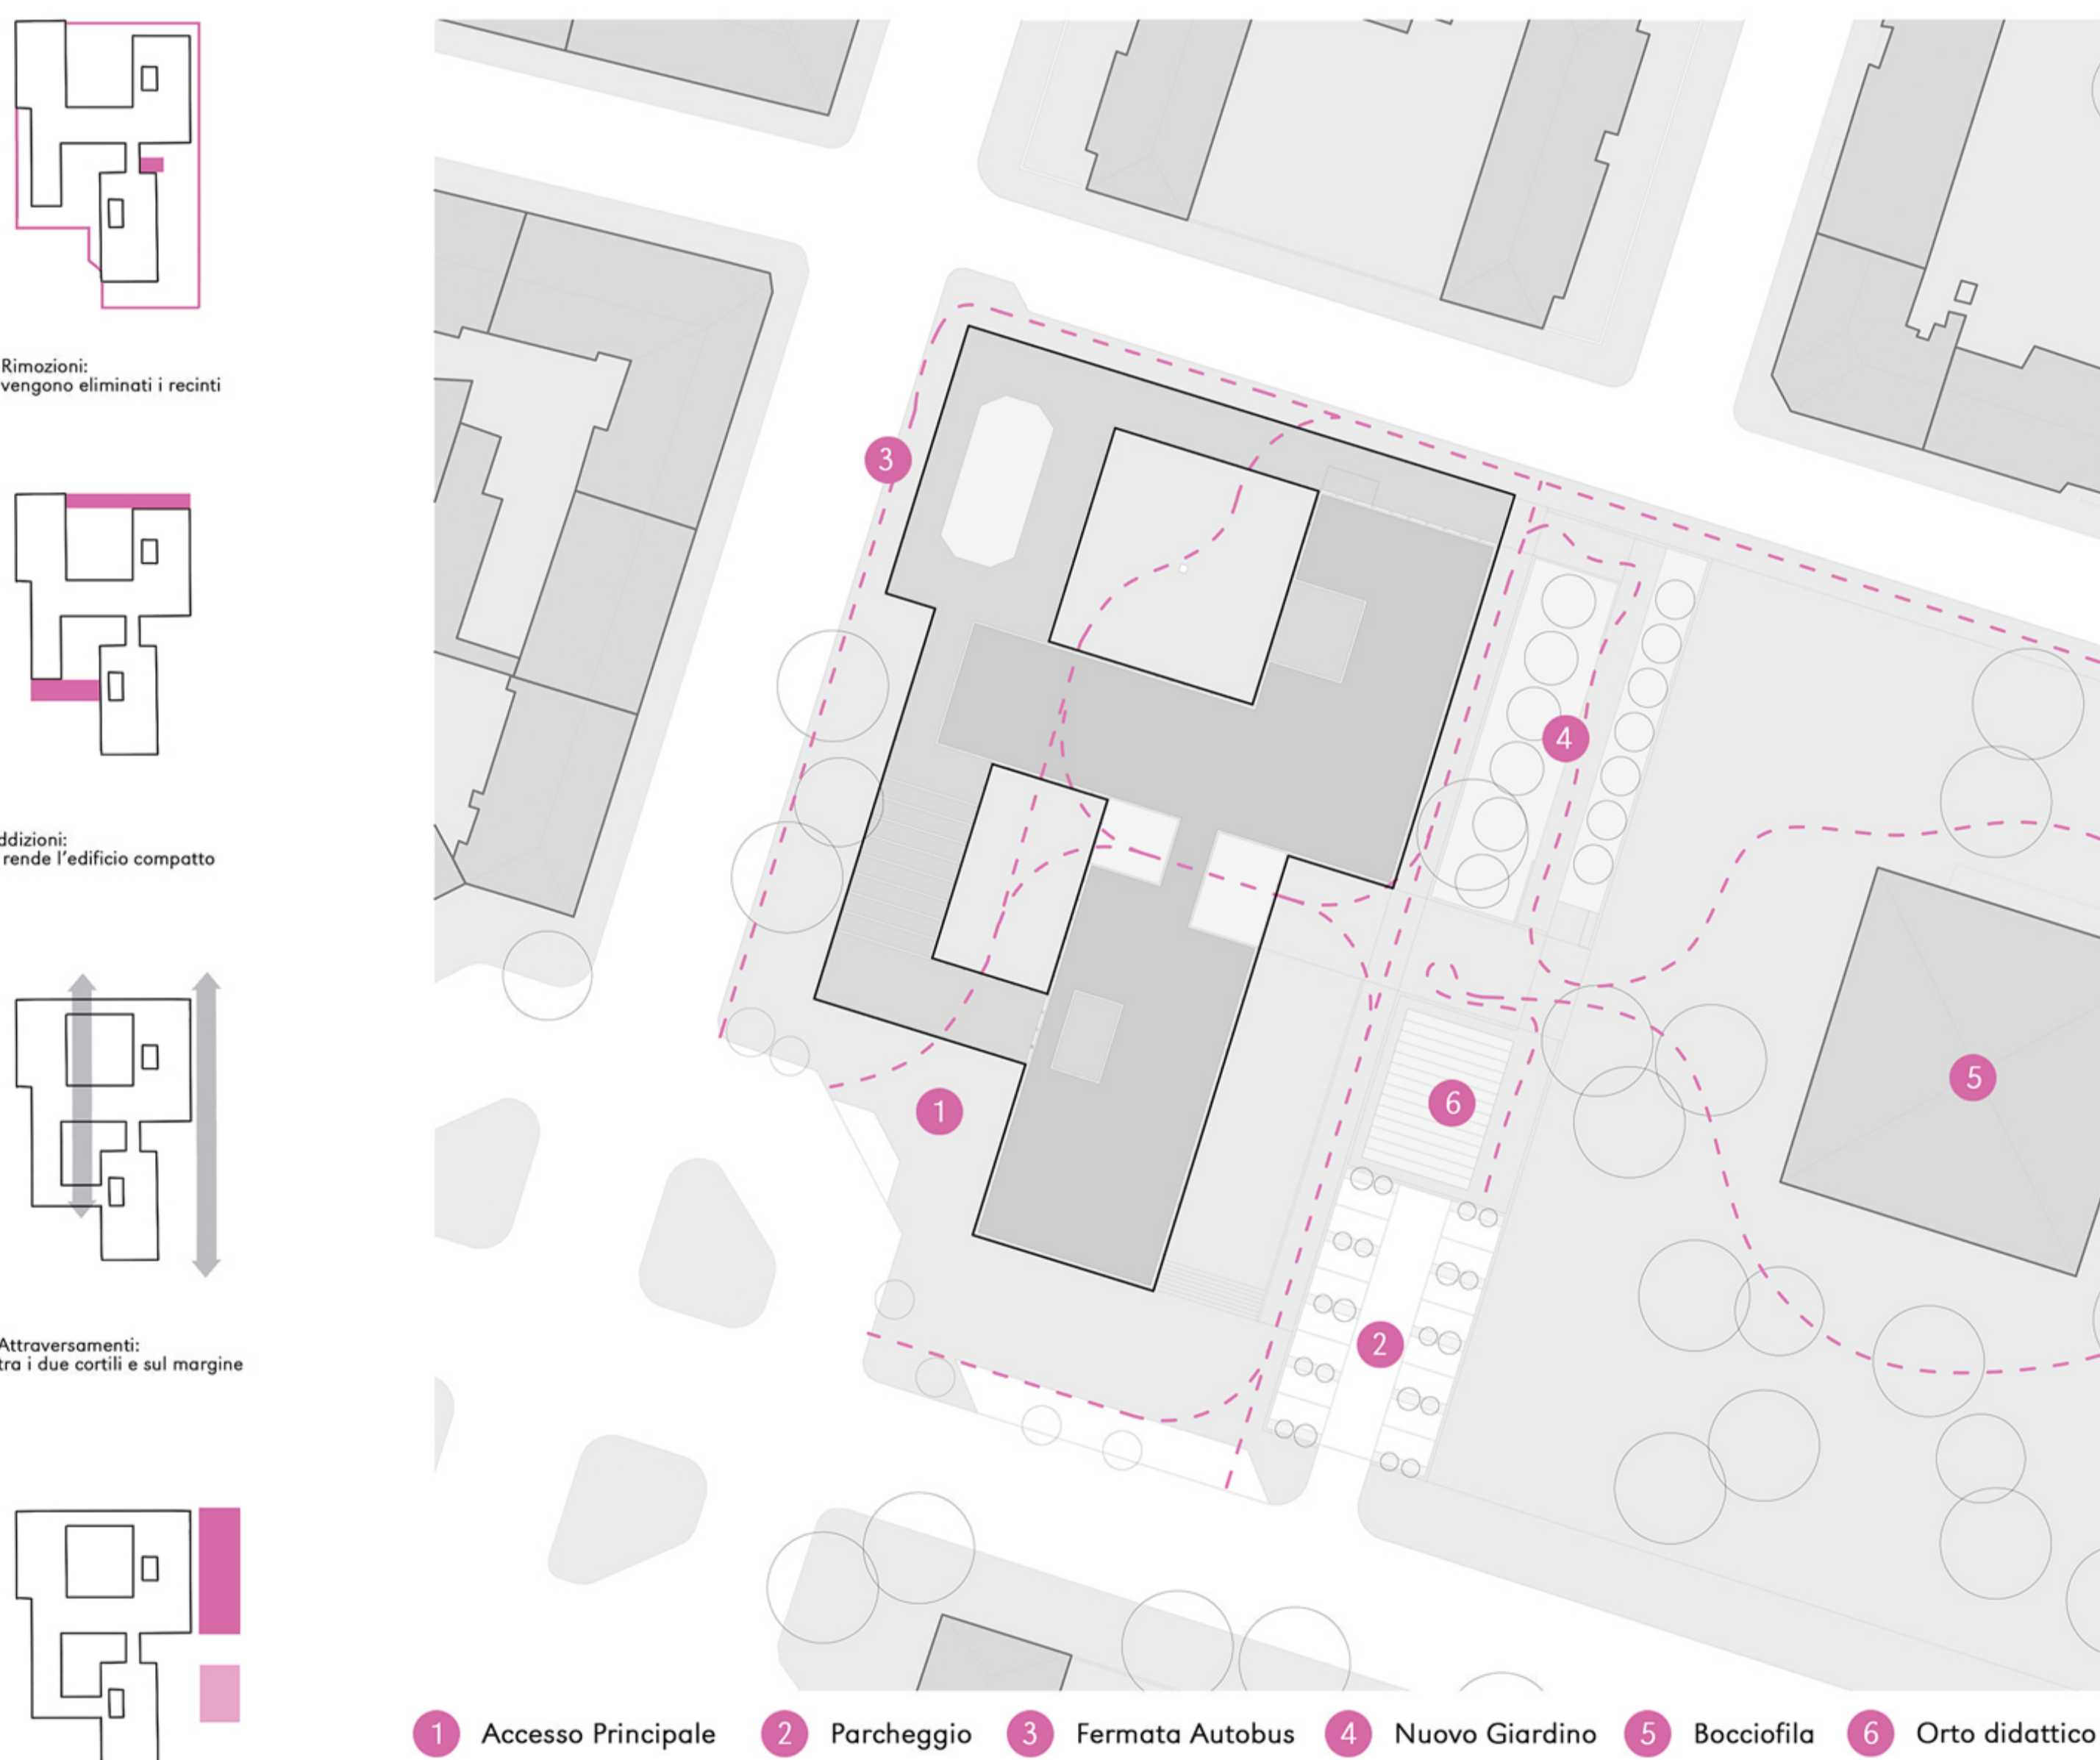 Rimozioni:
vengono eliminati i recinti
ddizioni:
rende l'edificio compatto
Attraversamenti:
tra i due cortili e sul margine
3
4
5
6
1
2
1 Accesso Principale 2 Parcheggio 3 Fermata Autobus 4 Nuovo Giardino 5 Bocciofila 6 Orto didattico